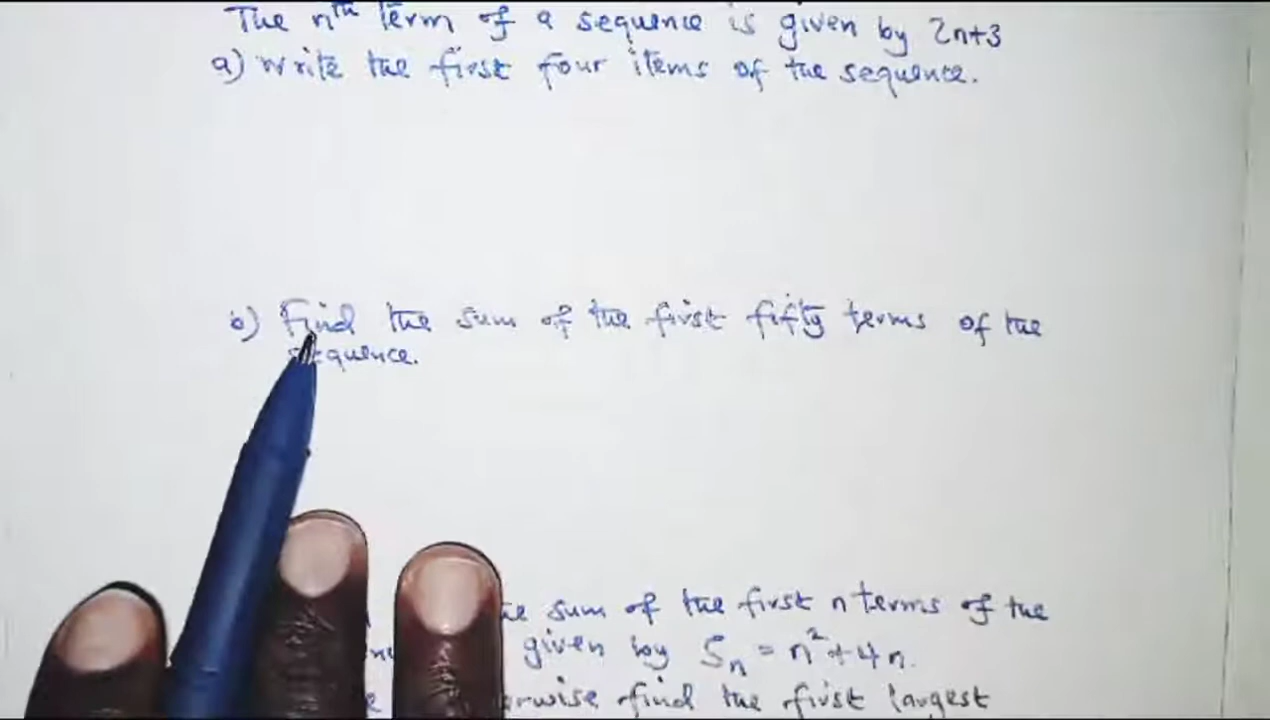 The nth term of a sequence is given by 2n+3
a) Write the first four items of the sequence.
b) Find the sum of the first fifty terms of the
sequence.
sum of the first n terms of the
given by Sn = n²+4n.
find the first largest